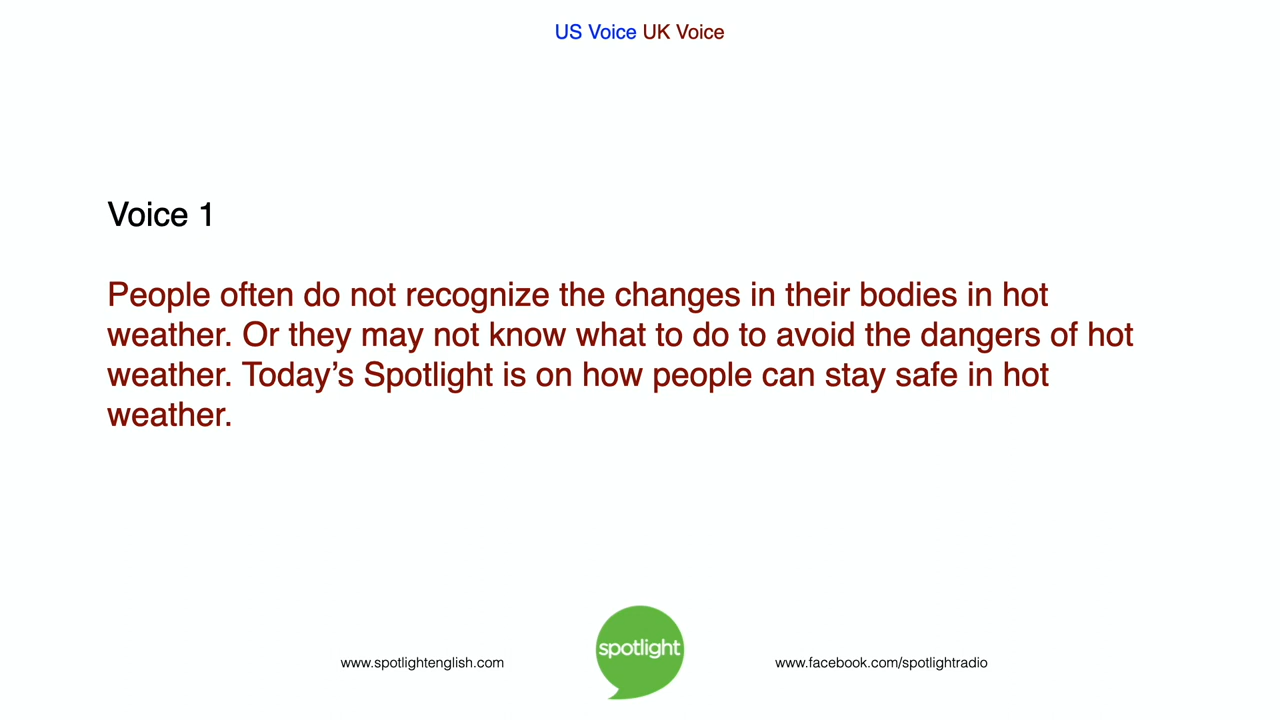 US Voice UK Voice
Voice 1
People often do not recognize the changes in their bodies in hot
weather. Or they may not know what to do to avoid the dangers of hot
weather. Today’s Spotlight is on how people can stay safe in hot
weather.
www.spotlightenglish.com
spotlight
www.facebook.com/spotlightradio